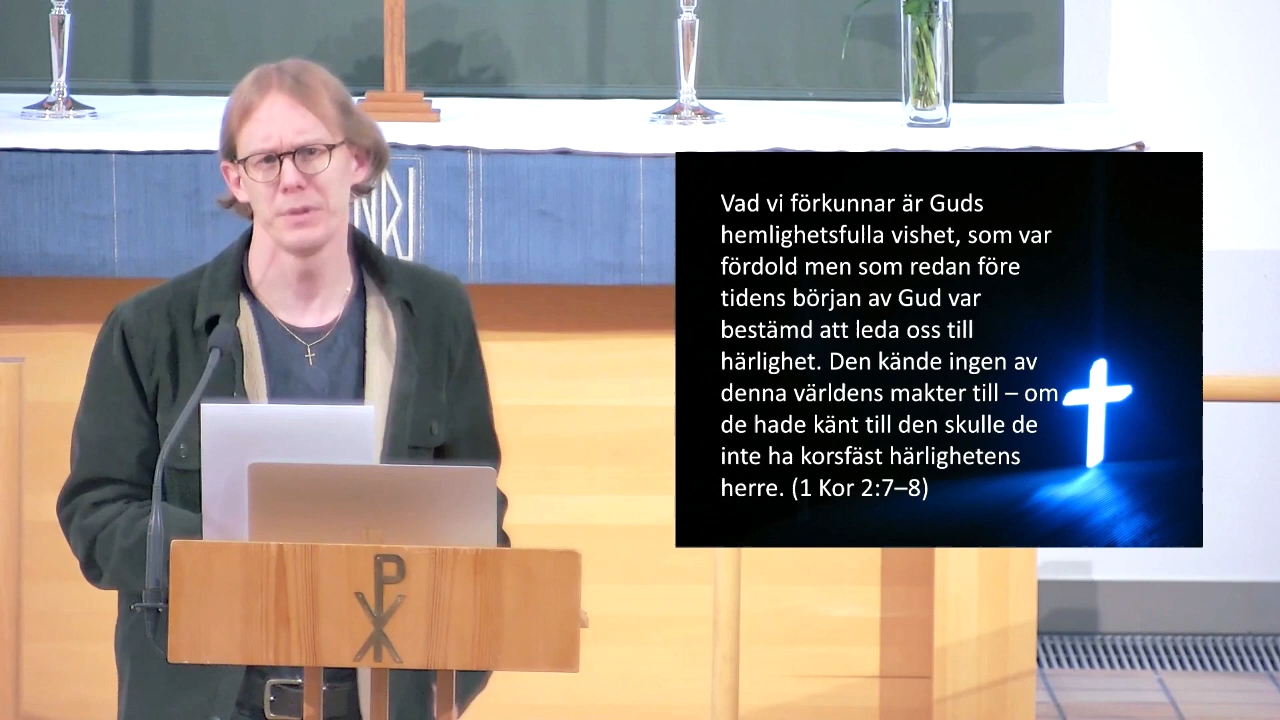 Vad vi förkunnar är Guds
hemlighetsfulla vishet, som var
fördold men som redan före
tidens början av Gud var
bestämd att leda oss till
härlighet. Den kände ingen av
denna världens makter till – om
de hade känt till den skulle de
inte ha korsfäst härlighetens
herre. (1 Kor 2:7–8)